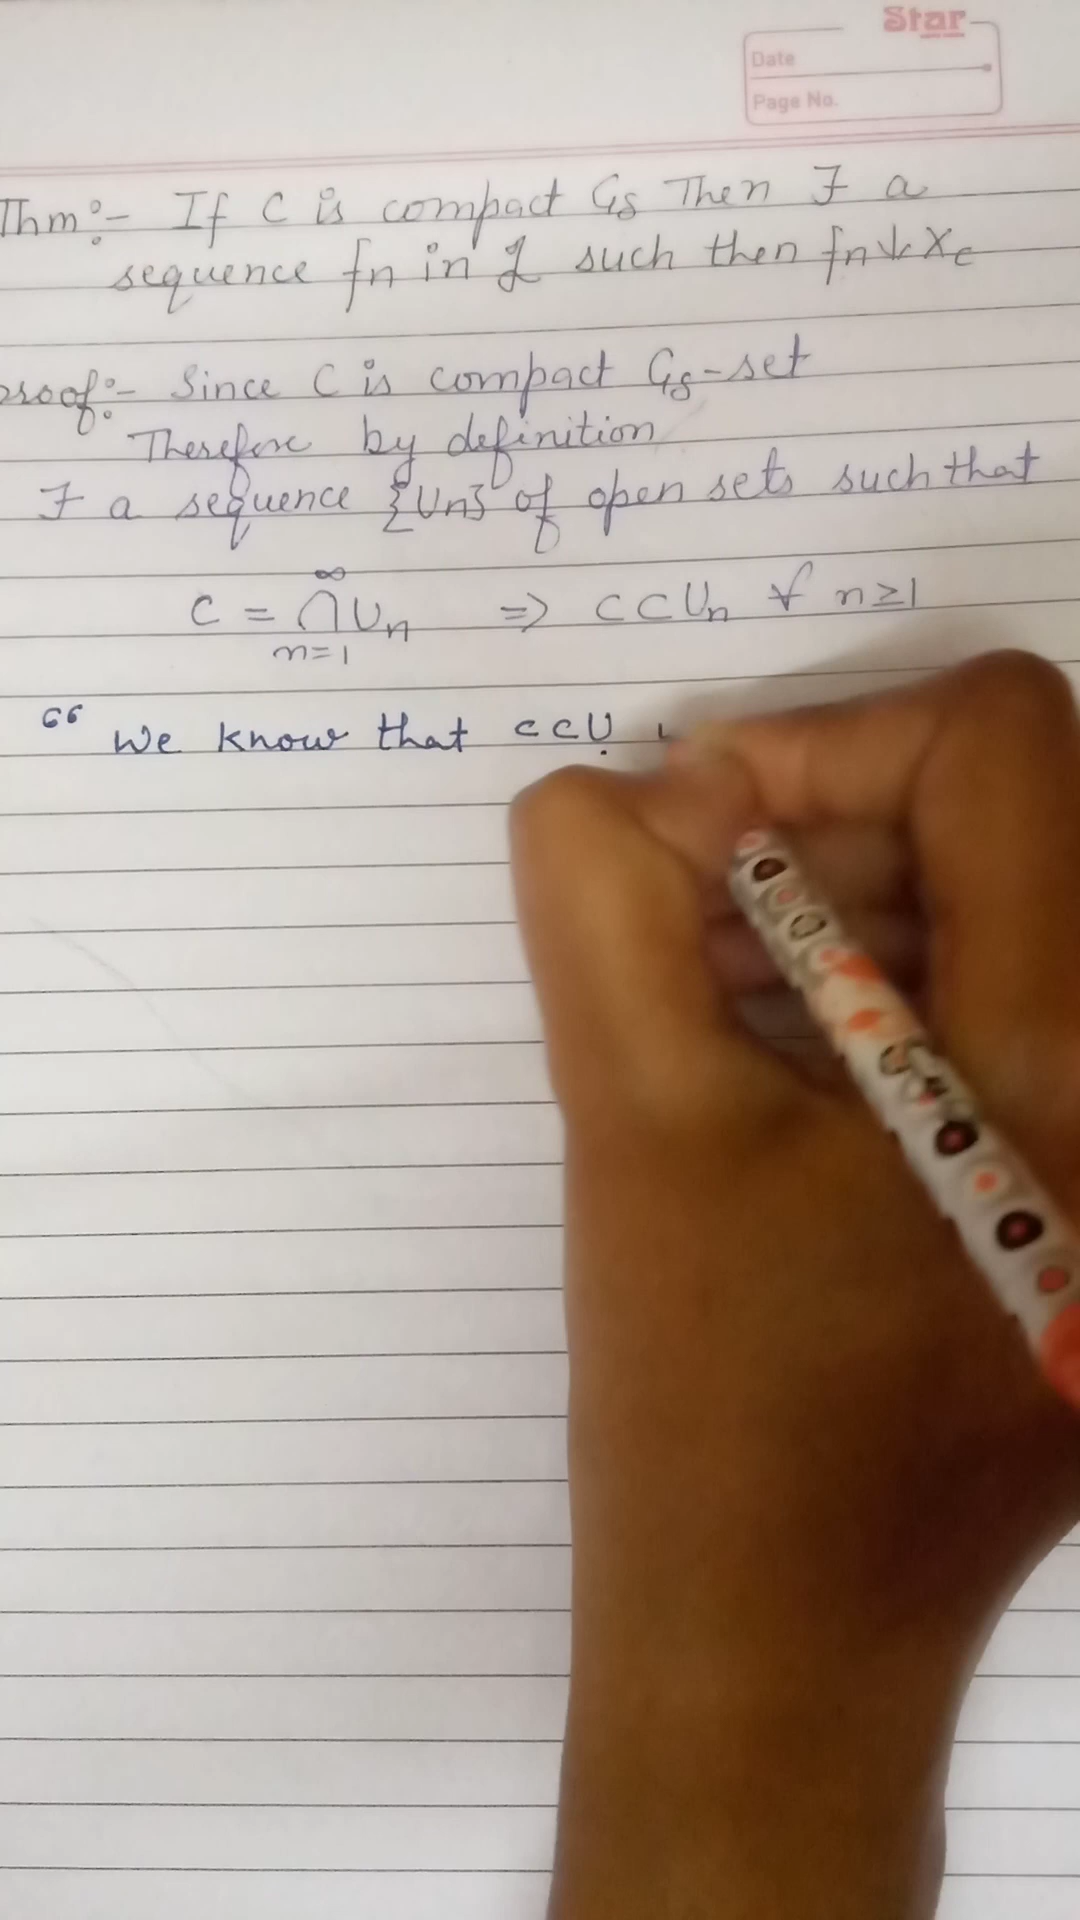 Star
Date
Page No.
Thm:- If C is compact Gδ Then ∃ a
sequence fn in ℒ such then fn↓χc
proof:- Since C is compact Gδ-set
Therefore by definition
∃ a sequence {Un} of open sets such that
C = ∞∩n=1 Un ⇒ C⊂Un ∀ n≥1
“ We know that C⊂U